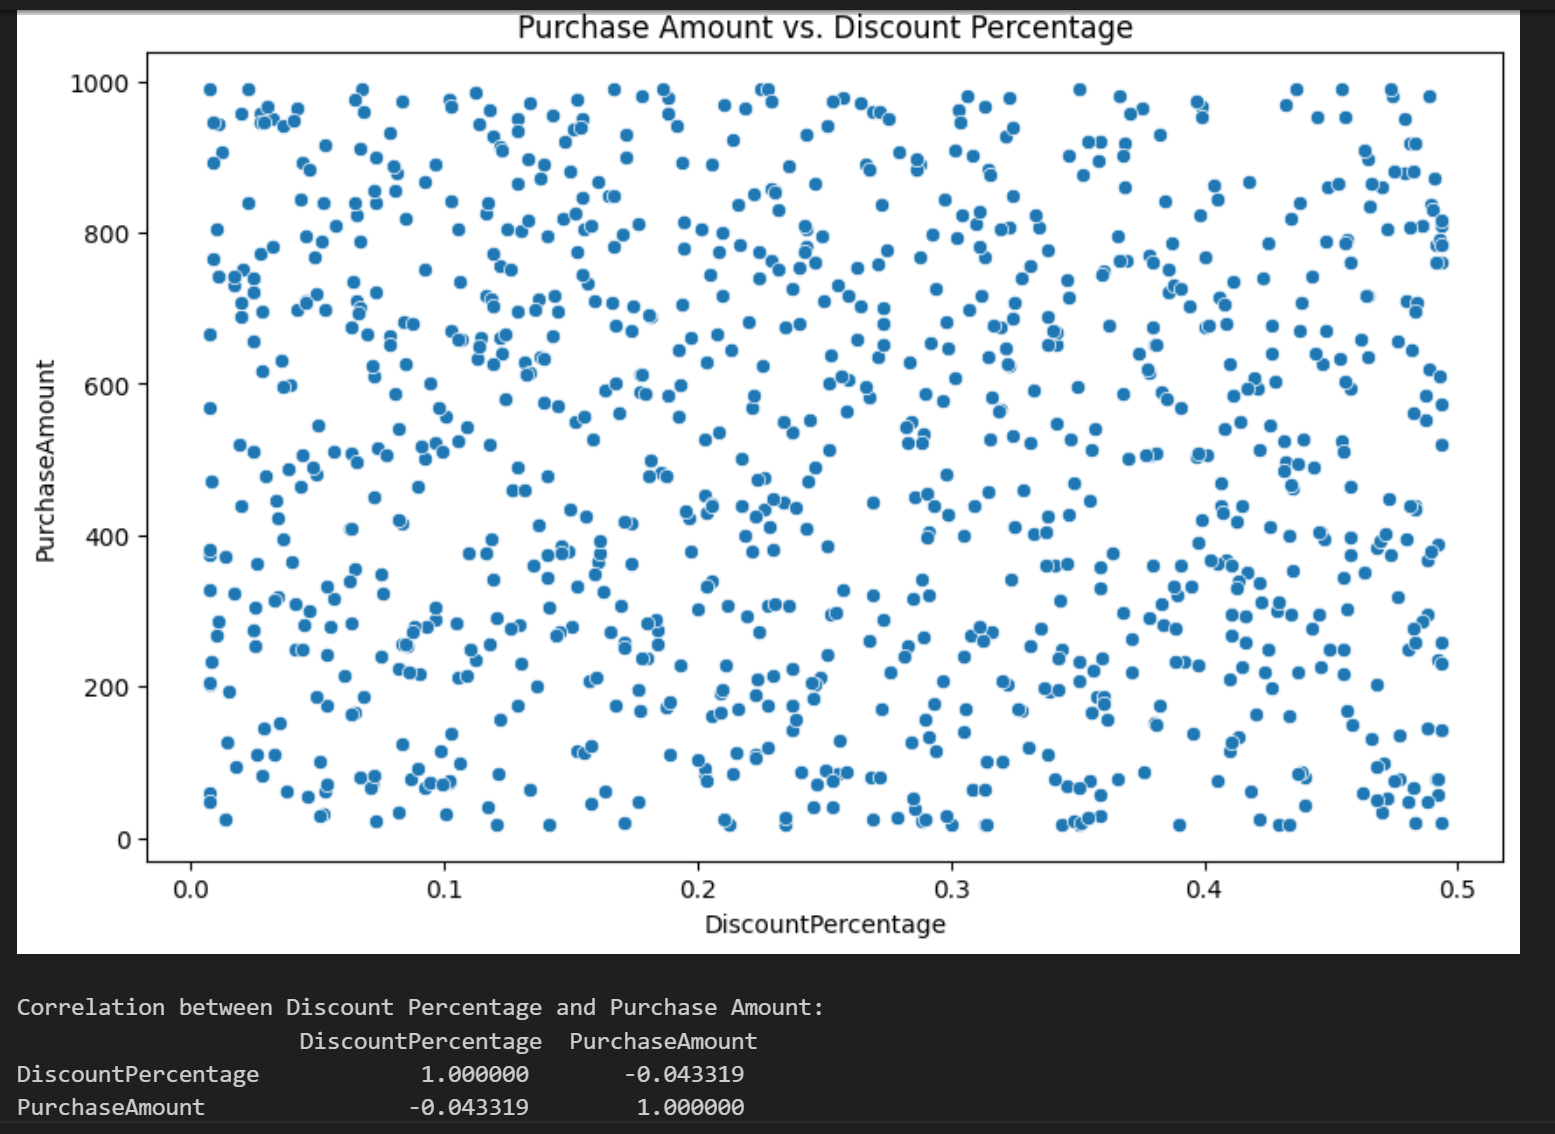 Purchase Amount vs. Discount Percentage
1000
800
600
400
200
0
PurchaseAmount
0.0 0.1 0.2 0.3 0.4 0.5
DiscountPercentage
Correlation between Discount Percentage and Purchase Amount:
DiscountPercentage PurchaseAmount
DiscountPercentage 1.000000 -0.043319
PurchaseAmount -0.043319 1.000000